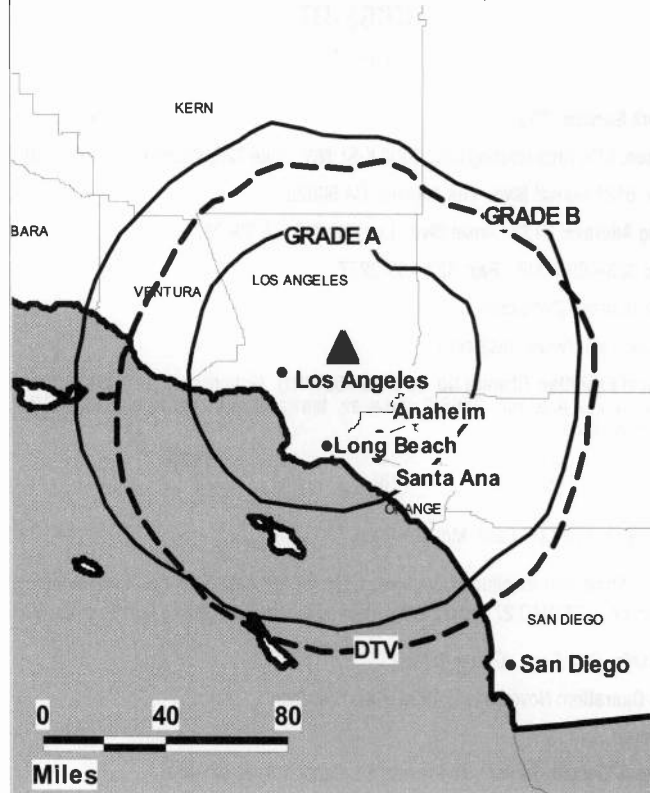 KERN
GRADE B
BARA
GRADE A
LOS ANGELES
VENTURA
Los Angeles
Anaheim
Long Beach
Santa Ana
ORANGE
SAN DIEGO
DTV
San Diego
0 40 80
Miles